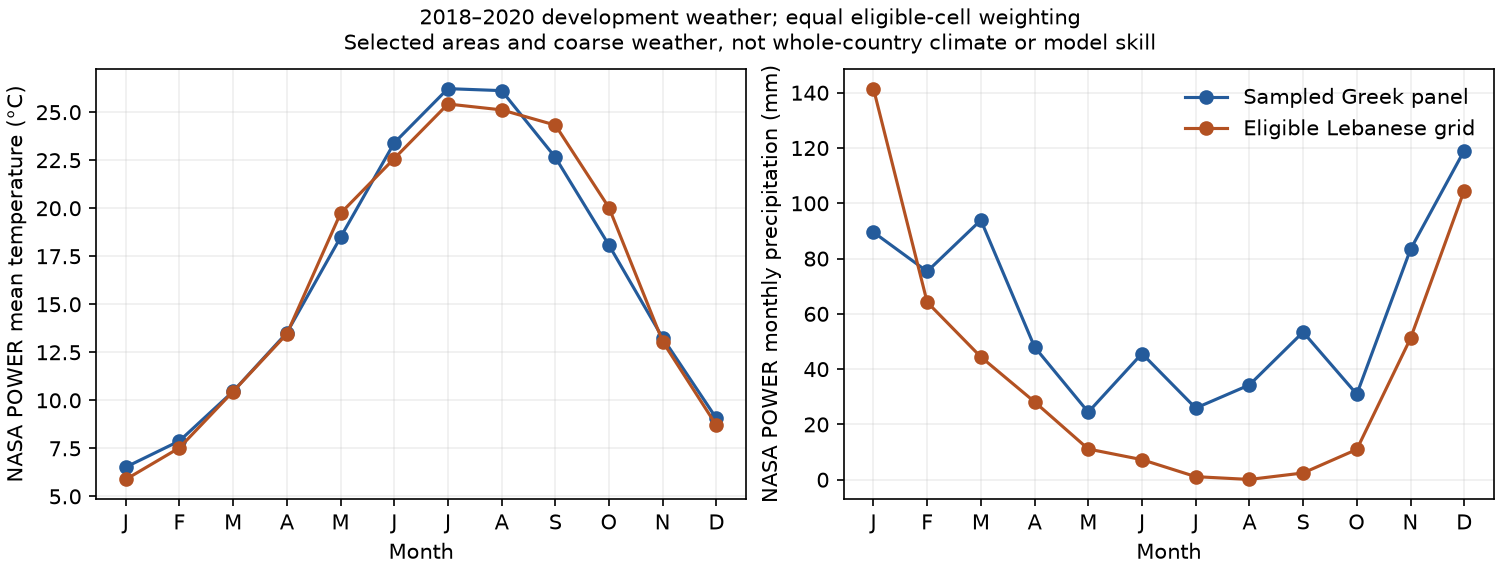 2018–2020 development weather; equal eligible-cell weighting
Selected areas and coarse weather, not whole-country climate or model skill
NASA POWER mean temperature (°C)
25.0
22.5
20.0
17.5
15.0
12.5
10.0
7.5
5.0
J F M A M J J A S O N D
Month
NASA POWER monthly precipitation (mm)
140
120
100
80
60
40
20
0
Sampled Greek panel
Eligible Lebanese grid
J F M A M J J A S O N D
Month